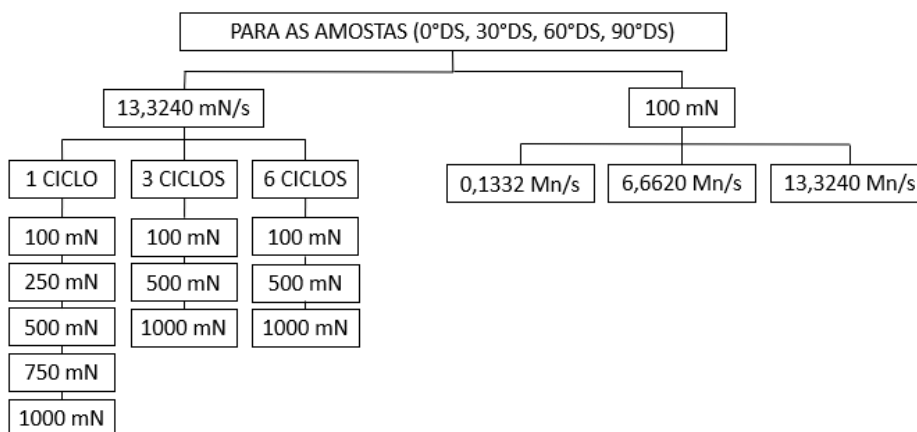 PARA AS AMOSTAS (0°DS, 30°DS, 60°DS, 90°DS)
13,3240 mN/s
100 mN
1 CICLO
3 CICLOS
6 CICLOS
0,1332 Mn/s
6,6620 Mn/s
13,3240 Mn/s
100 mN
100 mN
100 mN
250 mN
500 mN
500 mN
500 mN
1000 mN
1000 mN
750 mN
1000 mN